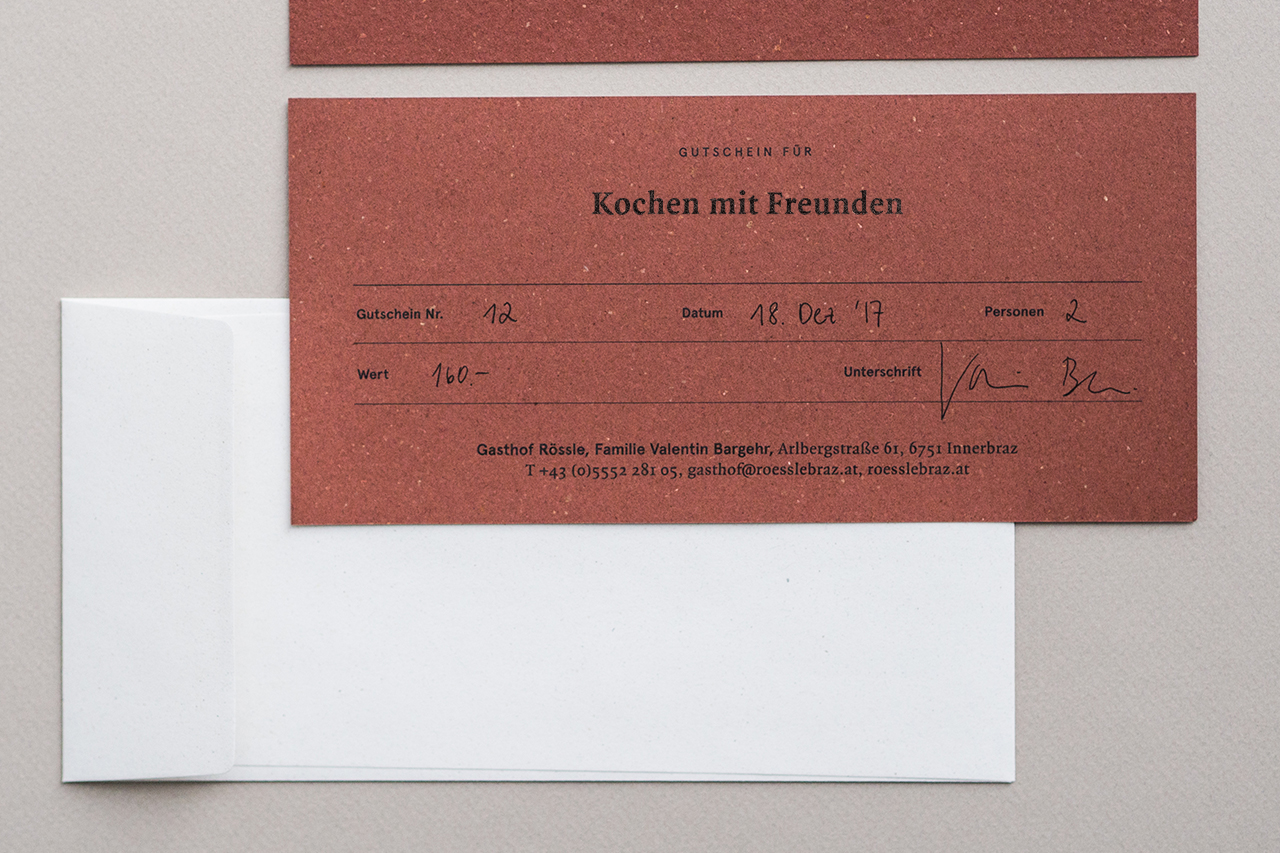 GUTSCHEIN FÜR
Kochen mit Freunden
Gutschein Nr. 12 Datum 18. Dez '17 Personen 2
Wert 160.– Unterschrift
Gasthof Rössle, Familie Valentin Bargehr, Arlbergstraße 61, 6751 Innerbraz
T +43 (0)5552 281 05, gasthof@roesslebraz.at, roesslebraz.at